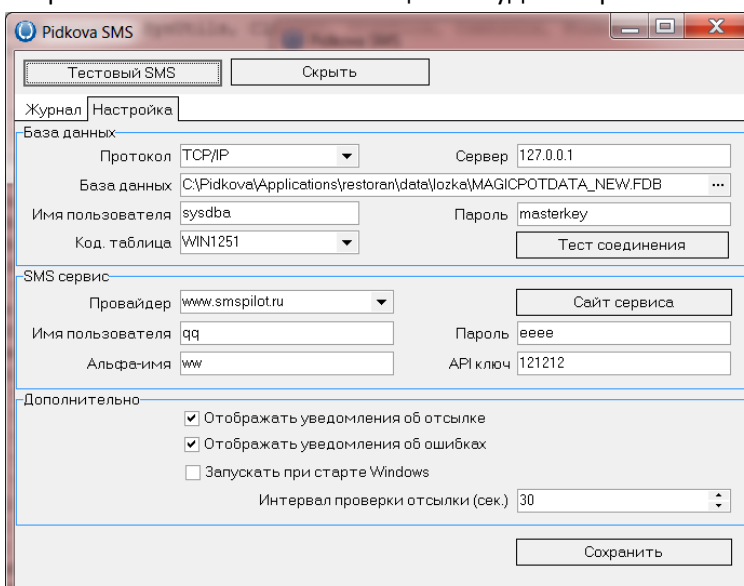 Pidkova SMS
Тестовый SMS Скрыть
Журнал Настройка
База данных
Протокол TCP/IP Сервер 127.0.0.1
База данных C:\Pidkova\Applications\restoran\data\lozka\MAGICPOTDATA_NEW.FDB ...
Имя пользователя sysdba Пароль masterkey
Код. таблица WIN1251 Тест соединения
SMS сервис
Провайдер www.smspilot.ru Сайт сервиса
Имя пользователя qq Пароль eeee
Альфа-имя ww API ключ 121212
Дополнительно
Отображать уведомления об отсылке
Отображать уведомления об ошибках
Запускать при старте Windows
Интервал проверки отсылки (сек.) 30
Сохранить